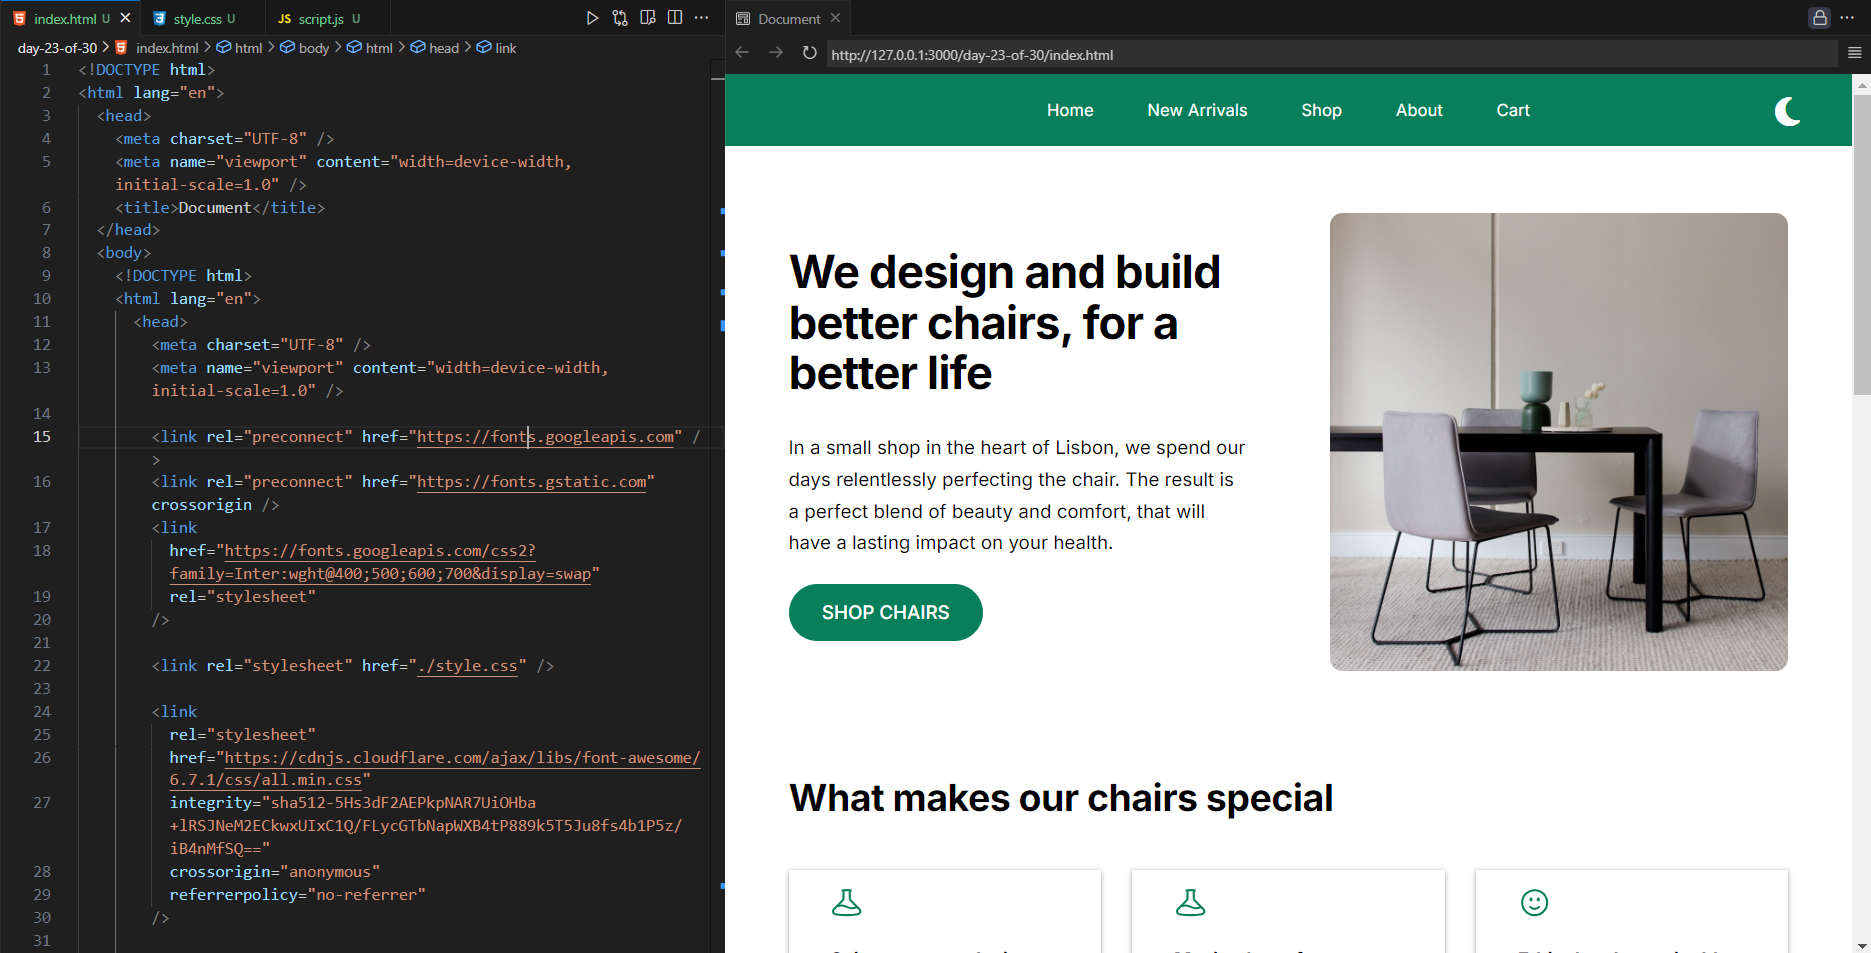 index.html U
style.css U
JS script.js U
day-23-of-30 > index.html > html > body > html > head > link
1 <!DOCTYPE html>
2 <html lang="en">
3 <head>
4 <meta charset="UTF-8" />
5 <meta name="viewport" content="width=device-width,
initial-scale=1.0" />
6 <title>Document</title>
7 </head>
8 <body>
9 <!DOCTYPE html>
10 <html lang="en">
11 <head>
12 <meta charset="UTF-8" />
13 <meta name="viewport" content="width=device-width,
initial-scale=1.0" />
14
15 <link rel="preconnect" href="https://fonts.googleapis.com" /
>
16 <link rel="preconnect" href="https://fonts.gstatic.com"
crossorigin />
17 <link
18 href="https://fonts.googleapis.com/css2?
family=Inter:wght@400;500;600;700&display=swap"
19 rel="stylesheet"
20 />
21
22 <link rel="stylesheet" href="./style.css" />
23
24 <link
25 rel="stylesheet"
26 href="https://cdnjs.cloudflare.com/ajax/libs/font-awesome/
6.7.1/css/all.min.css"
27 integrity="sha512-5Hs3dF2AEPkpNAR7UiOHba
+lRSJNeM2ECkwxUIxC1Q/FLycGTbNapWXB4tP889k5T5Ju8fs4b1P5z/
iB4nMfSQ=="
28 crossorigin="anonymous"
29 referrerpolicy="no-referrer"
30 />
31
Document
http://127.0.0.1:3000/day-23-of-30/index.html
Home New Arrivals Shop About Cart
We design and build
better chairs, for a
better life
In a small shop in the heart of Lisbon, we spend our
days relentlessly perfecting the chair. The result is
a perfect blend of beauty and comfort, that will
have a lasting impact on your health.
SHOP CHAIRS
What makes our chairs special